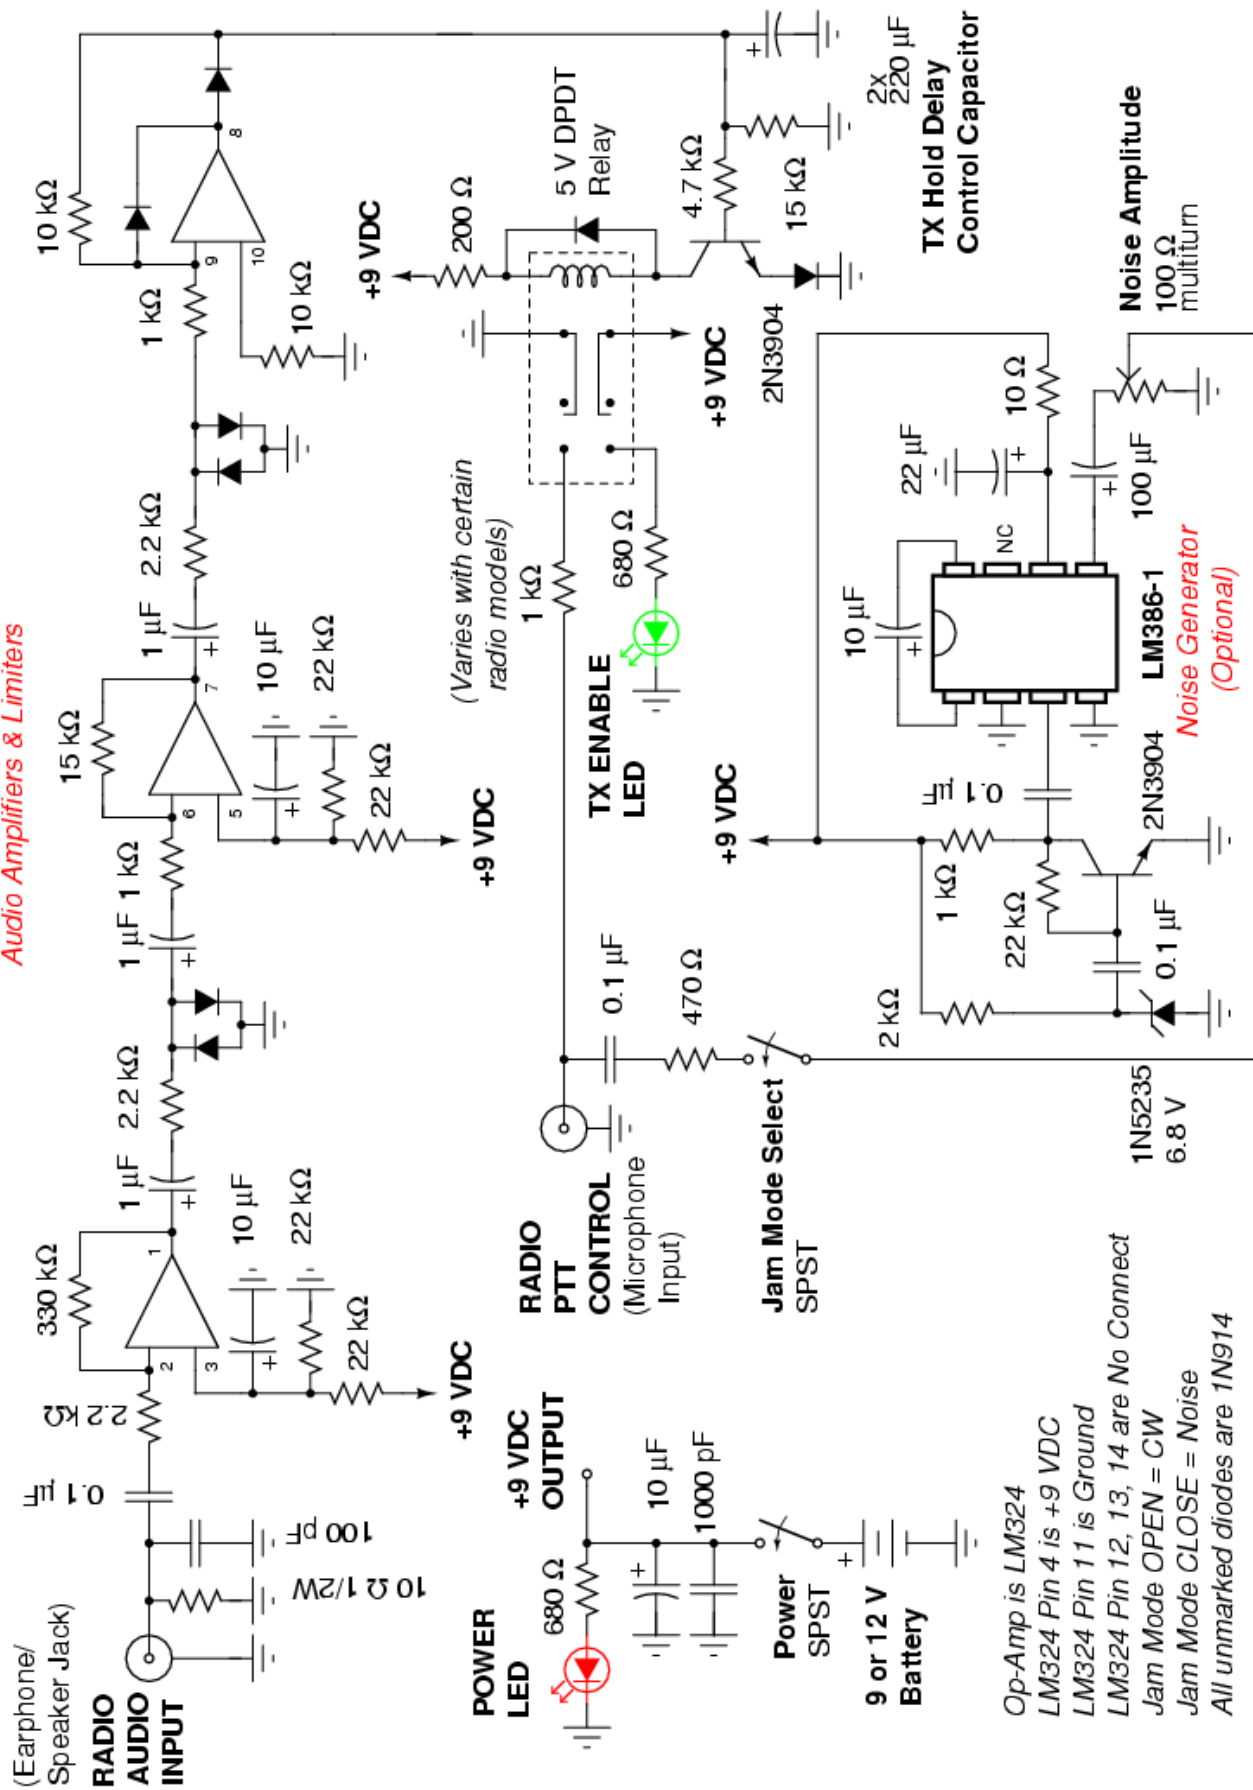 Audio Amplifiers & Limiters
(Earphone/
Speaker Jack)
RADIO
AUDIO
INPUT
10 Ω 1/2W
100 pF
0.1 µF
2.2 kΩ
330 kΩ
2
3
1
10 µF
22 kΩ
22 kΩ
+9 VDC
1 µF
2.2 kΩ
1 µF
1 kΩ
15 kΩ
6
5
7
10 µF
22 kΩ
22 kΩ
+9 VDC
1 µF
2.2 kΩ
1 kΩ
10 kΩ
9
10
8
10 kΩ
+9 VDC
200 Ω
5 V DPDT
Relay
4.7 kΩ
15 kΩ
2x
220 µF
TX Hold Delay
Control Capacitor
2N3904
+9 VDC
(Varies with certain
radio models)
1 kΩ
680 Ω
TX ENABLE
LED
RADIO
PTT
CONTROL
(Microphone
Input)
0.1 µF
470 Ω
Jam Mode Select
SPST
+9 VDC
1 kΩ
2 kΩ
22 kΩ
0.1 µF
0.1 µF
2N3904
1N5235
6.8 V
10 µF
NC
LM386-1
Noise Generator
(Optional)
22 µF
10 Ω
100 µF
Noise Amplitude
100 Ω
multiturn
POWER
LED
680 Ω
+9 VDC
OUTPUT
10 µF
1000 pF
Power
SPST
9 or 12 V
Battery
Op-Amp is LM324
LM324 Pin 4 is +9 VDC
LM324 Pin 11 is Ground
LM324 Pin 12, 13, 14 are No Connect
Jam Mode OPEN = CW
Jam Mode CLOSE = Noise
All unmarked diodes are 1N914